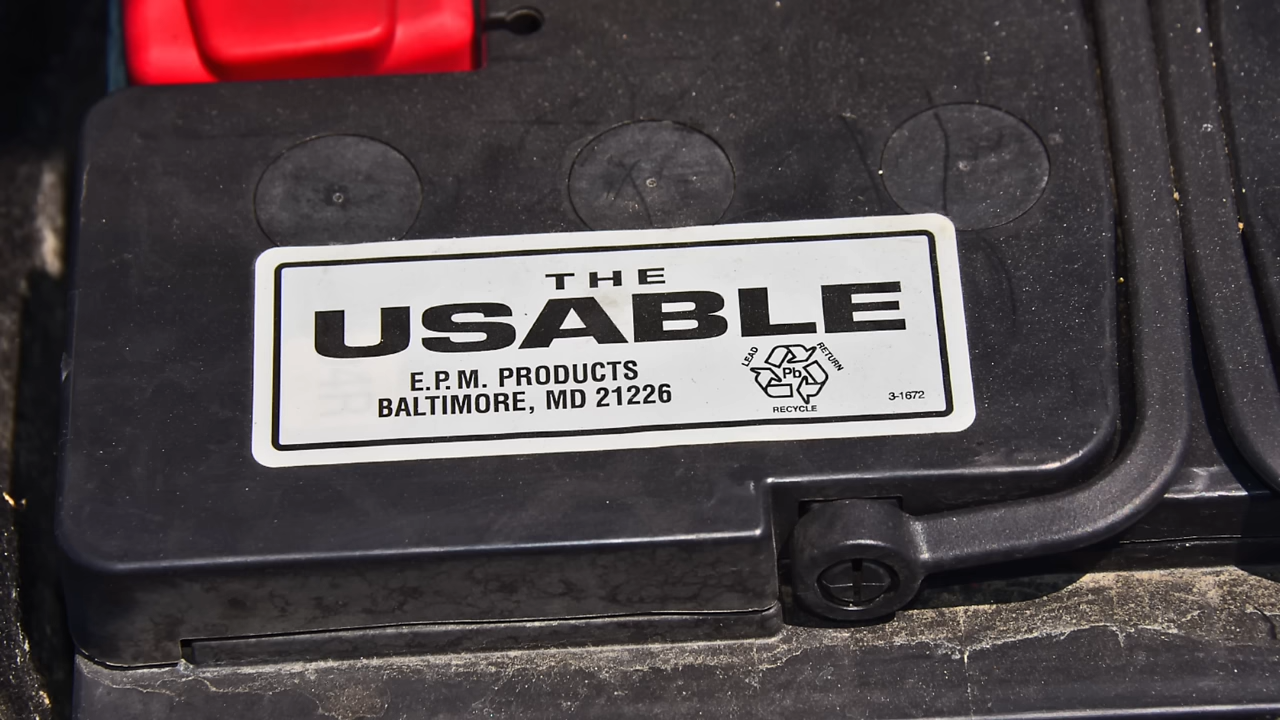 THE
USABLE
E.P.M. PRODUCTS
BALTIMORE, MD 21226
LEAD
RETURN
Pb
RECYCLE
3-1672